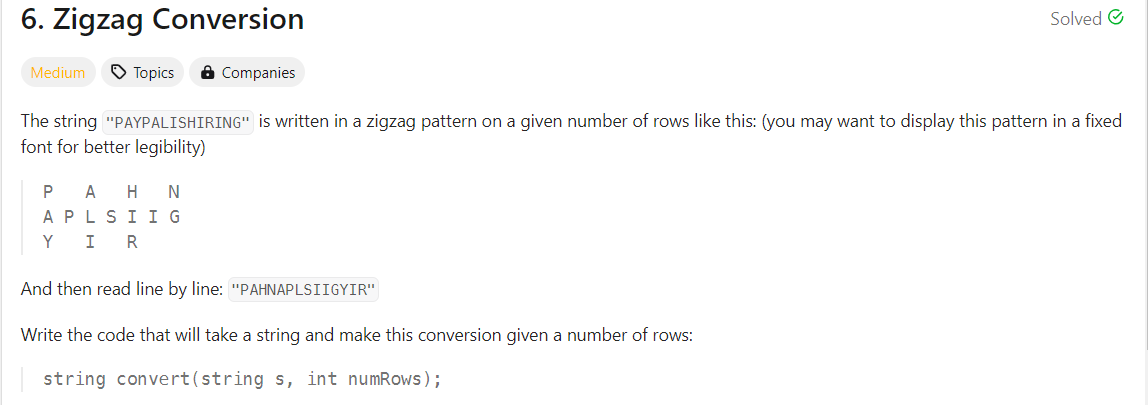 6. Zigzag Conversion
Solved
Medium
Topics
Companies
The string "PAYPALISHIRING" is written in a zigzag pattern on a given number of rows like this: (you may want to display this pattern in a fixed
font for better legibility)
P   A   H   N
A P L S I I G
Y   I   R
And then read line by line: "PAHNAPLSIIGYIR"
Write the code that will take a string and make this conversion given a number of rows:
string convert(string s, int numRows);